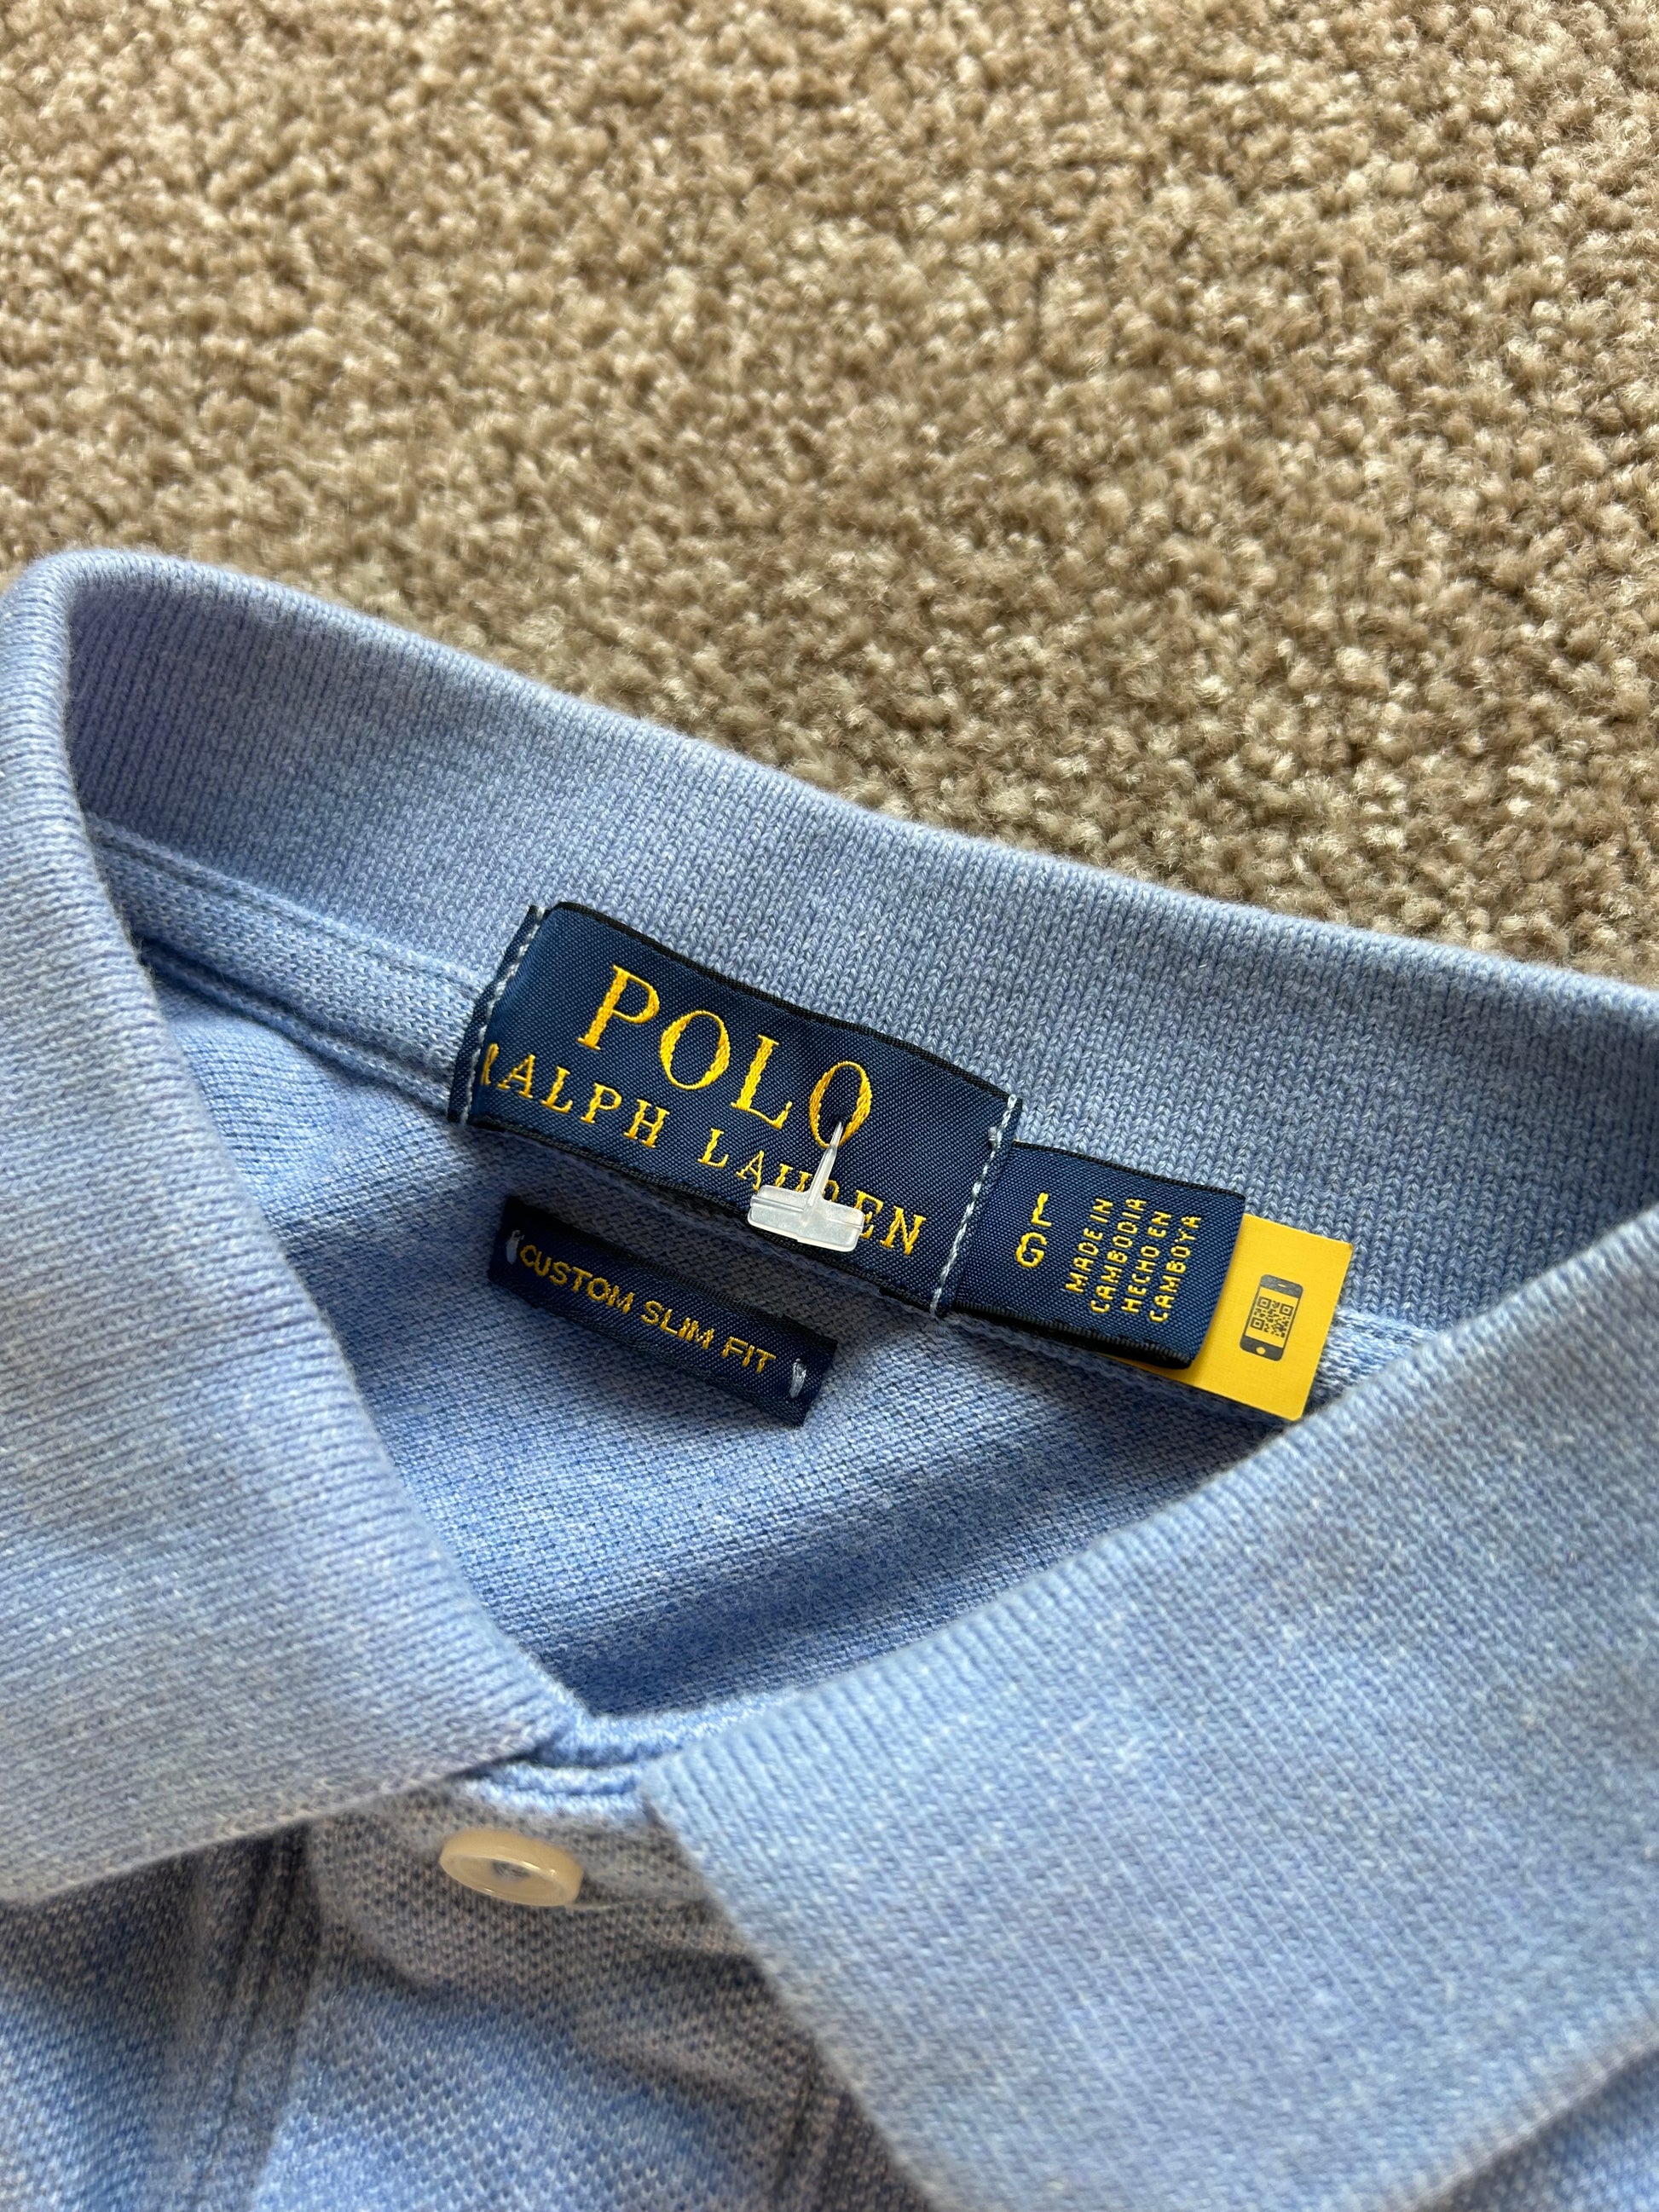 POLO
RALPH LAUREN
CUSTOM SLIM FIT
L
G
MADE IN
CAMBODIA
HECHO EN
CAMBOYA